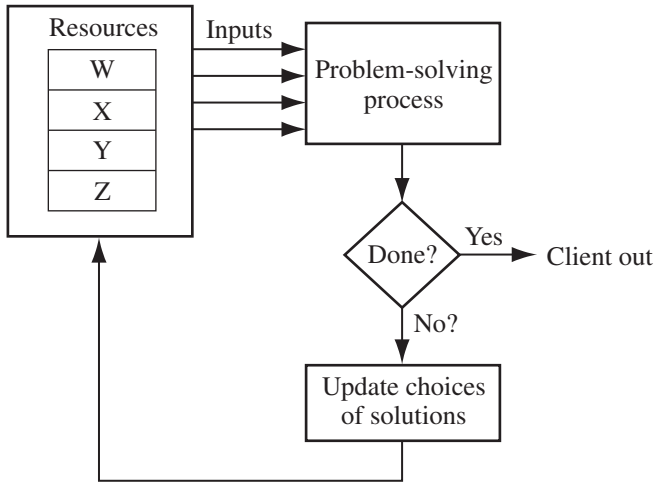 Resources
W
X
Y
Z
Inputs
Problem-solving
process
Done?
Yes
Client out
No?
Update choices
of solutions